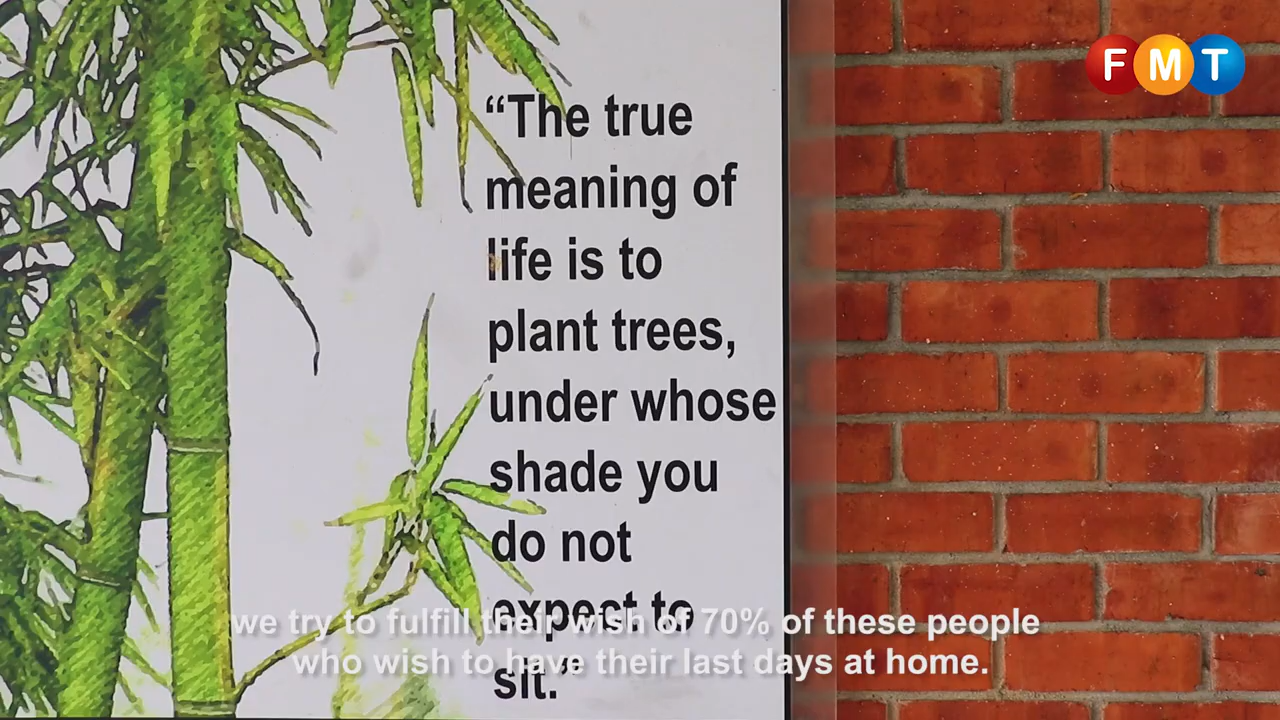 FMT
“The true
meaning of
life is to
plant trees,
under whose
shade you
do not
expect to
sit.”
we try to fulfill their wish of 70% of these people
who wish to have their last days at home.